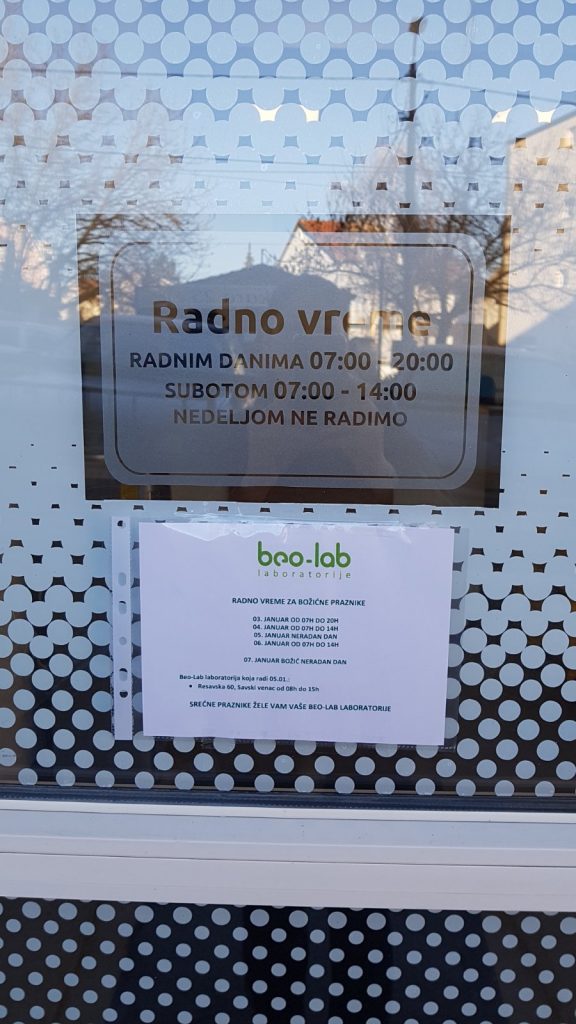 Radno vreme
RADNIM DANIMA 07:00 - 20:00
SUBOTOM 07:00 - 14:00
NEDELJOM NE RADIMO
beo-lab
laboratorije
RADNO VREME ZA BOŽIĆNE PRAZNIKE
03. JANUAR OD 07H DO 20H
04. JANUAR OD 07H DO 14H
05. JANUAR NERADAN DAN
06. JANUAR OD 07H DO 14H
07. JANUAR BOŽIĆ NERADAN DAN
Beo-Lab laboratorija koja radi 05.01.:
• Resavska 60, Savski venac od 08h do 15h
SREĆNE PRAZNIKE ŽELE VAM VAŠE BEO-LAB LABORATORIJE